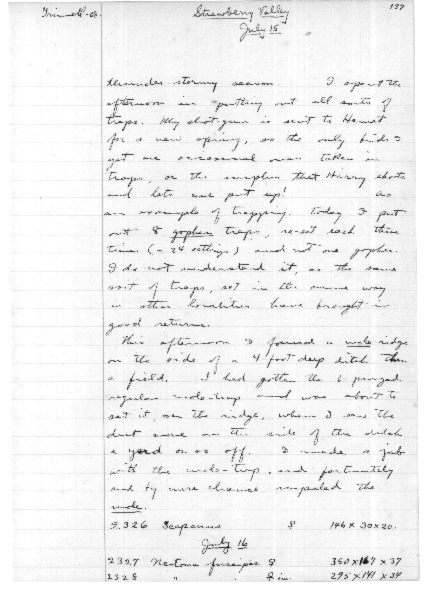 Grinnell-06.
Strawberry Valley
137
July 15
thunder stormy season. I spent the
afternoon in putting out all sorts of
traps. My shot-gun is sent to Hemet
for a new spring, so the only birds I
get are occasional ones taken in
traps, or the surplus that Harry shoots
and lets me put up! As
an example of trapping, today I put
out 8 gopher traps, re-set each three
times (= 24 settings) and not one gopher.
I do not understand it, as the same
sort of traps, set in the same way
in other localities have brought in
good returns.
This afternoon I found a mole ridge
on the side of a 4 foot deep ditch thru
a field. I had gotten the 6 pronged
regular mole-trap and was about to
set it over the ridge, when I saw the
dust move on the side of the ditch
a yard or so off. I made a jab
with the mole-trap, and fortunately
and by mere chance impaled the
mole.
2326 Scapanus 146 x 30 x 20.
July 16
2327 Neotoma fuscipes 350 x 167 x 37
2328 " im. 295 x 141 x 34